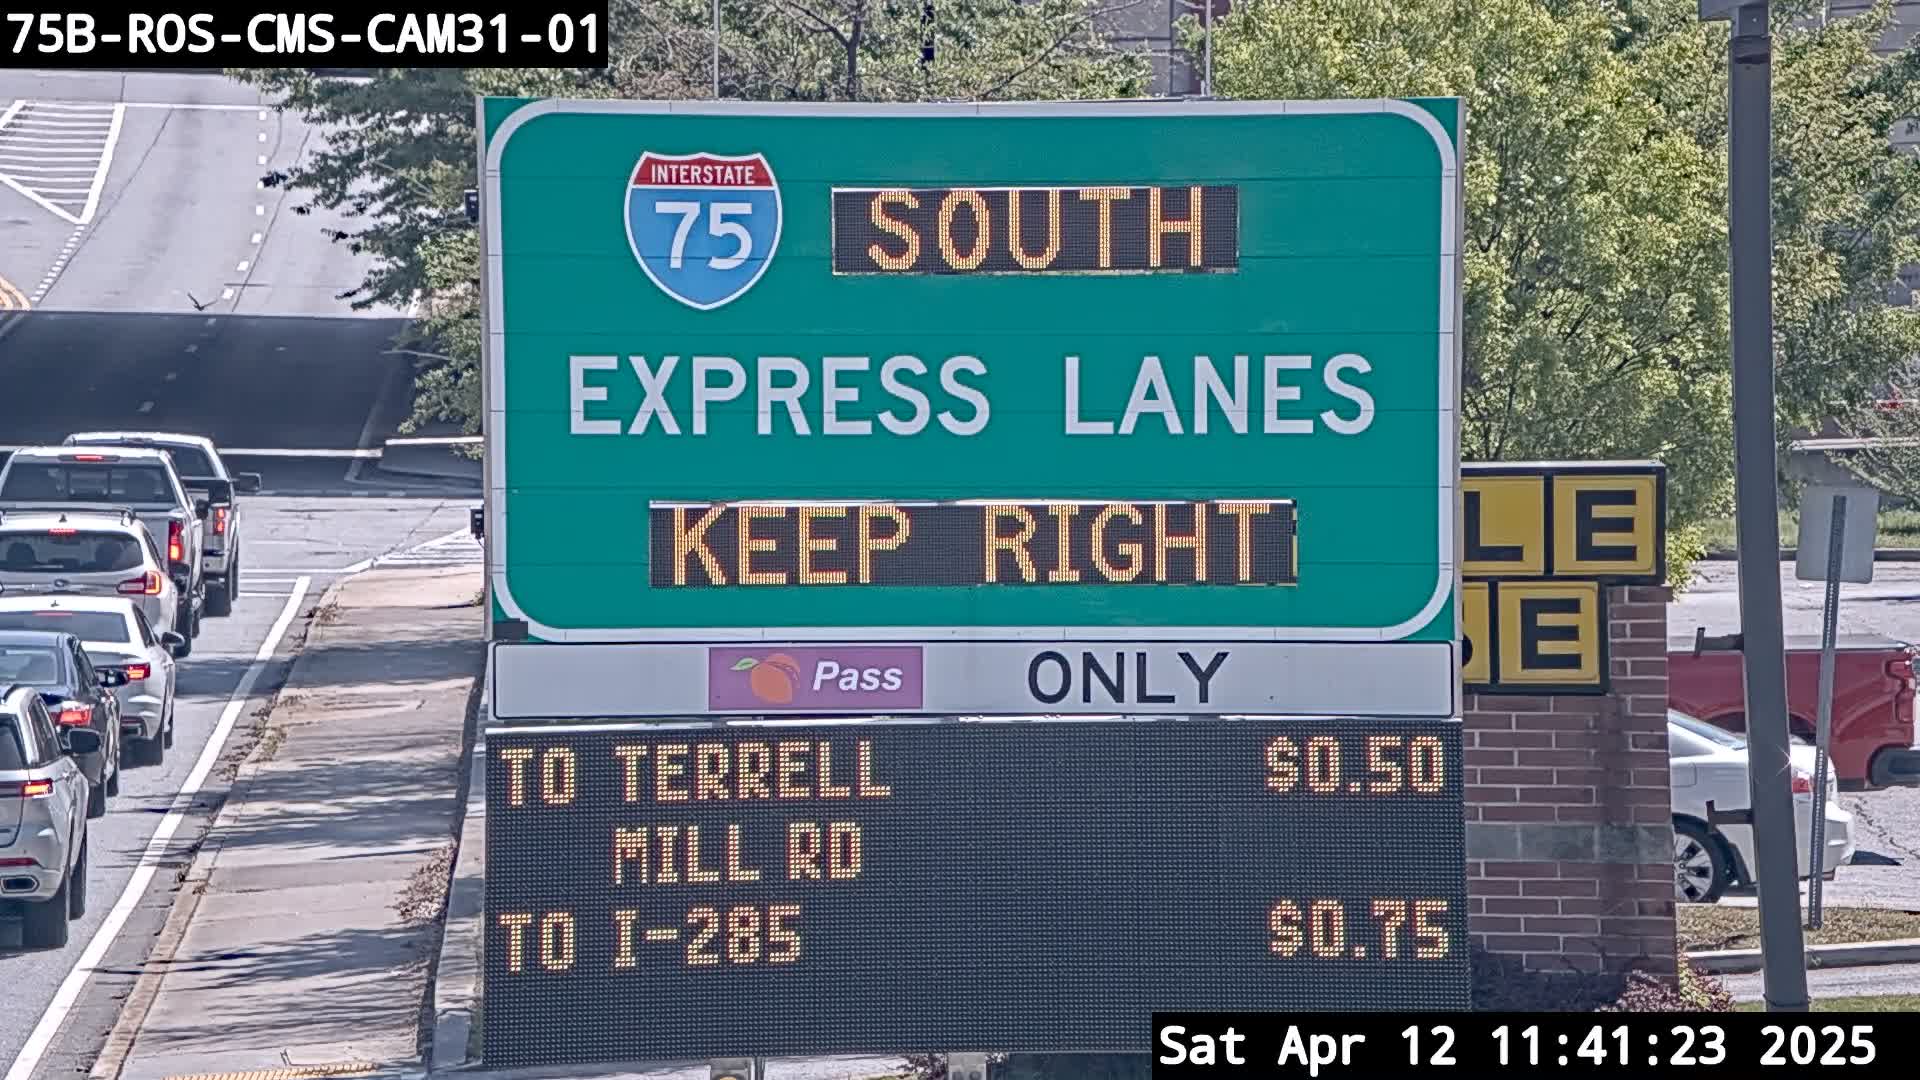 75B-ROS-CMS-CAM31-01
INTERSTATE
75
SOUTH
EXPRESS LANES
KEEP RIGHT
Pass ONLY
TO TERRELL $0.50
MILL RD
TO I-285 $0.75
LE
E
Sat Apr 12 11:41:23 2025